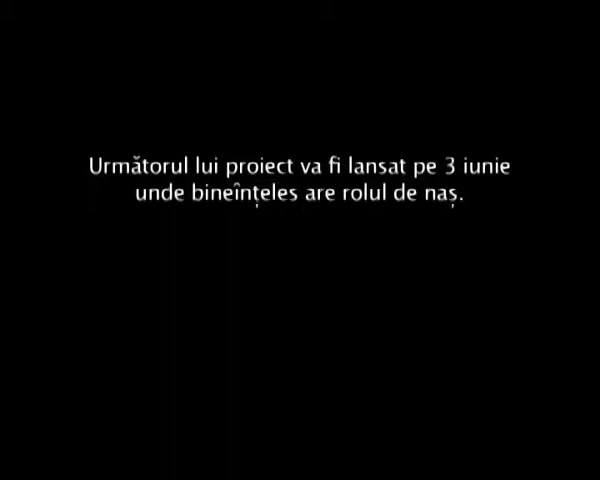 Următorul lui proiect va fi lansat pe 3 iunie
unde bineînțeles are rolul de naș.